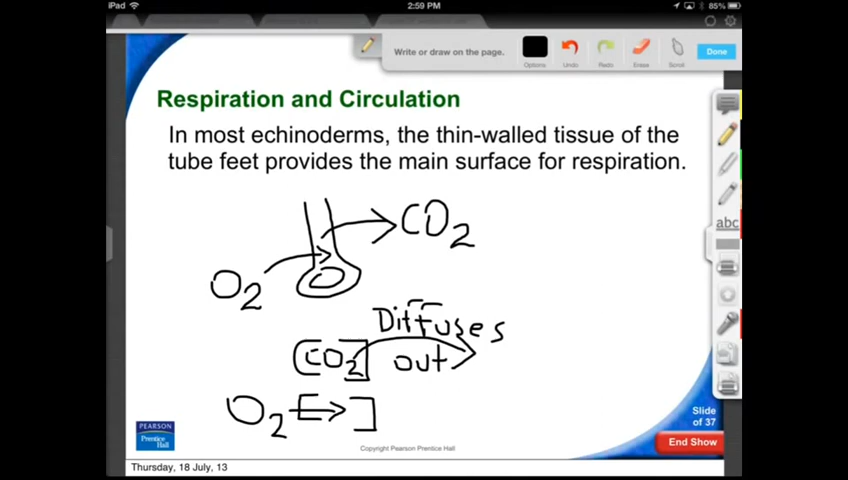 iPad
2:59 PM
85%
Write or draw on the page.
Options
Undo
Redo
Erase
Scroll
Done
Respiration and Circulation
In most echinoderms, the thin-walled tissue of the
tube feet provides the main surface for respiration.
abc
CO2
O2
Diffuses
[CO2] out
O2 [ ]
PEARSON
Prentice
Hall
Copyright Pearson Prentice Hall
Slide
of 37
End Show
Thursday, 18 July, 13